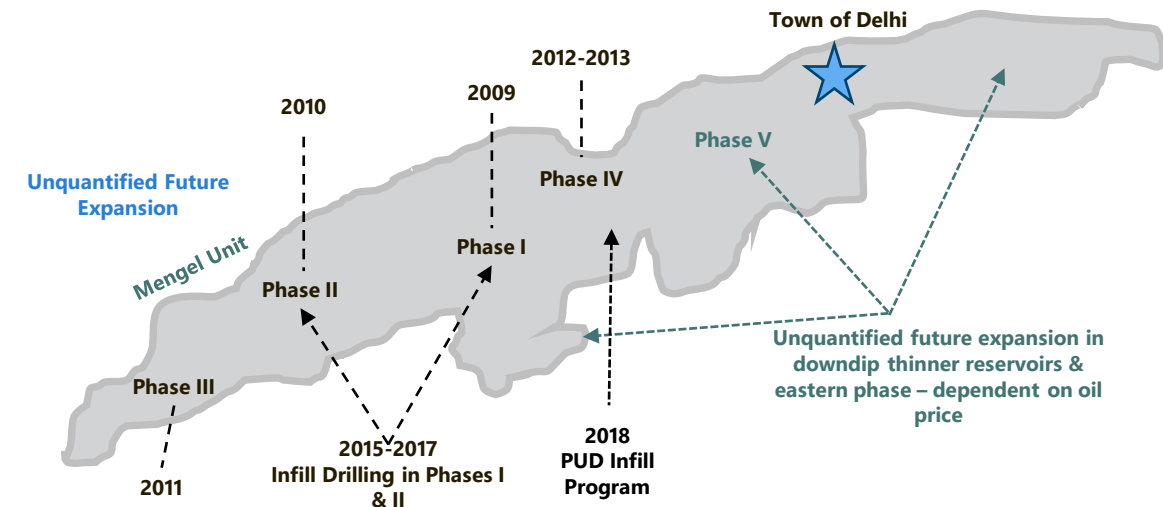 Town of Delhi
2012-2013
2009
2010
Phase V
Phase IV
Unquantified Future
Expansion
Phase I
Mengel Unit
Phase II
Unquantified future expansion in
downdip thinner reservoirs &
eastern phase – dependent on oil
price
Phase III
2015-2017
Infill Drilling in Phases I
& II
2018
PUD Infill
Program
2011